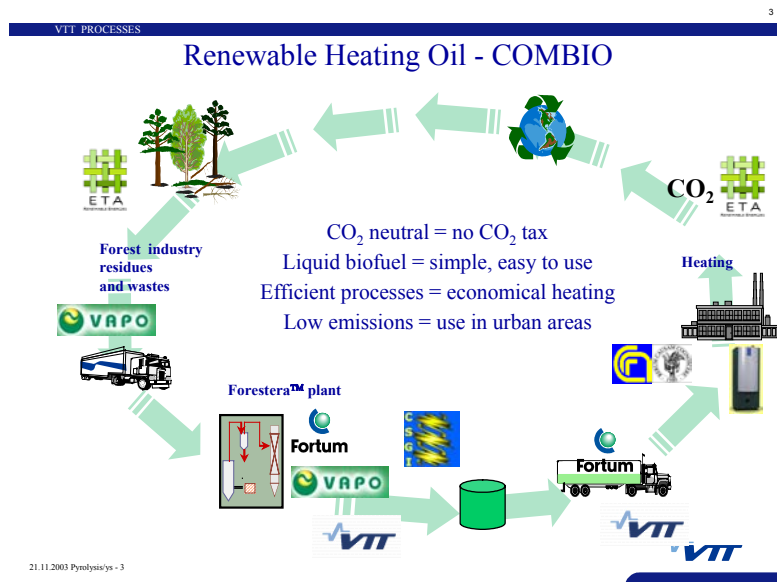 3
VTT PROCESSES
Renewable Heating Oil - COMBIO
CO2
ETA
RENEWABLE ENERGIES
ETA
CO2 neutral = no CO2 tax
Liquid biofuel = simple, easy to use
Efficient processes = economical heating
Low emissions = use in urban areas
Forest industry
residues
and wastes
Heating
VAPO
Forestera™ plant
Fortum
CSGI
Fortum
VAPO
VTT
VTT
VTT
21.11.2003 Pyrolysis/ys - 3